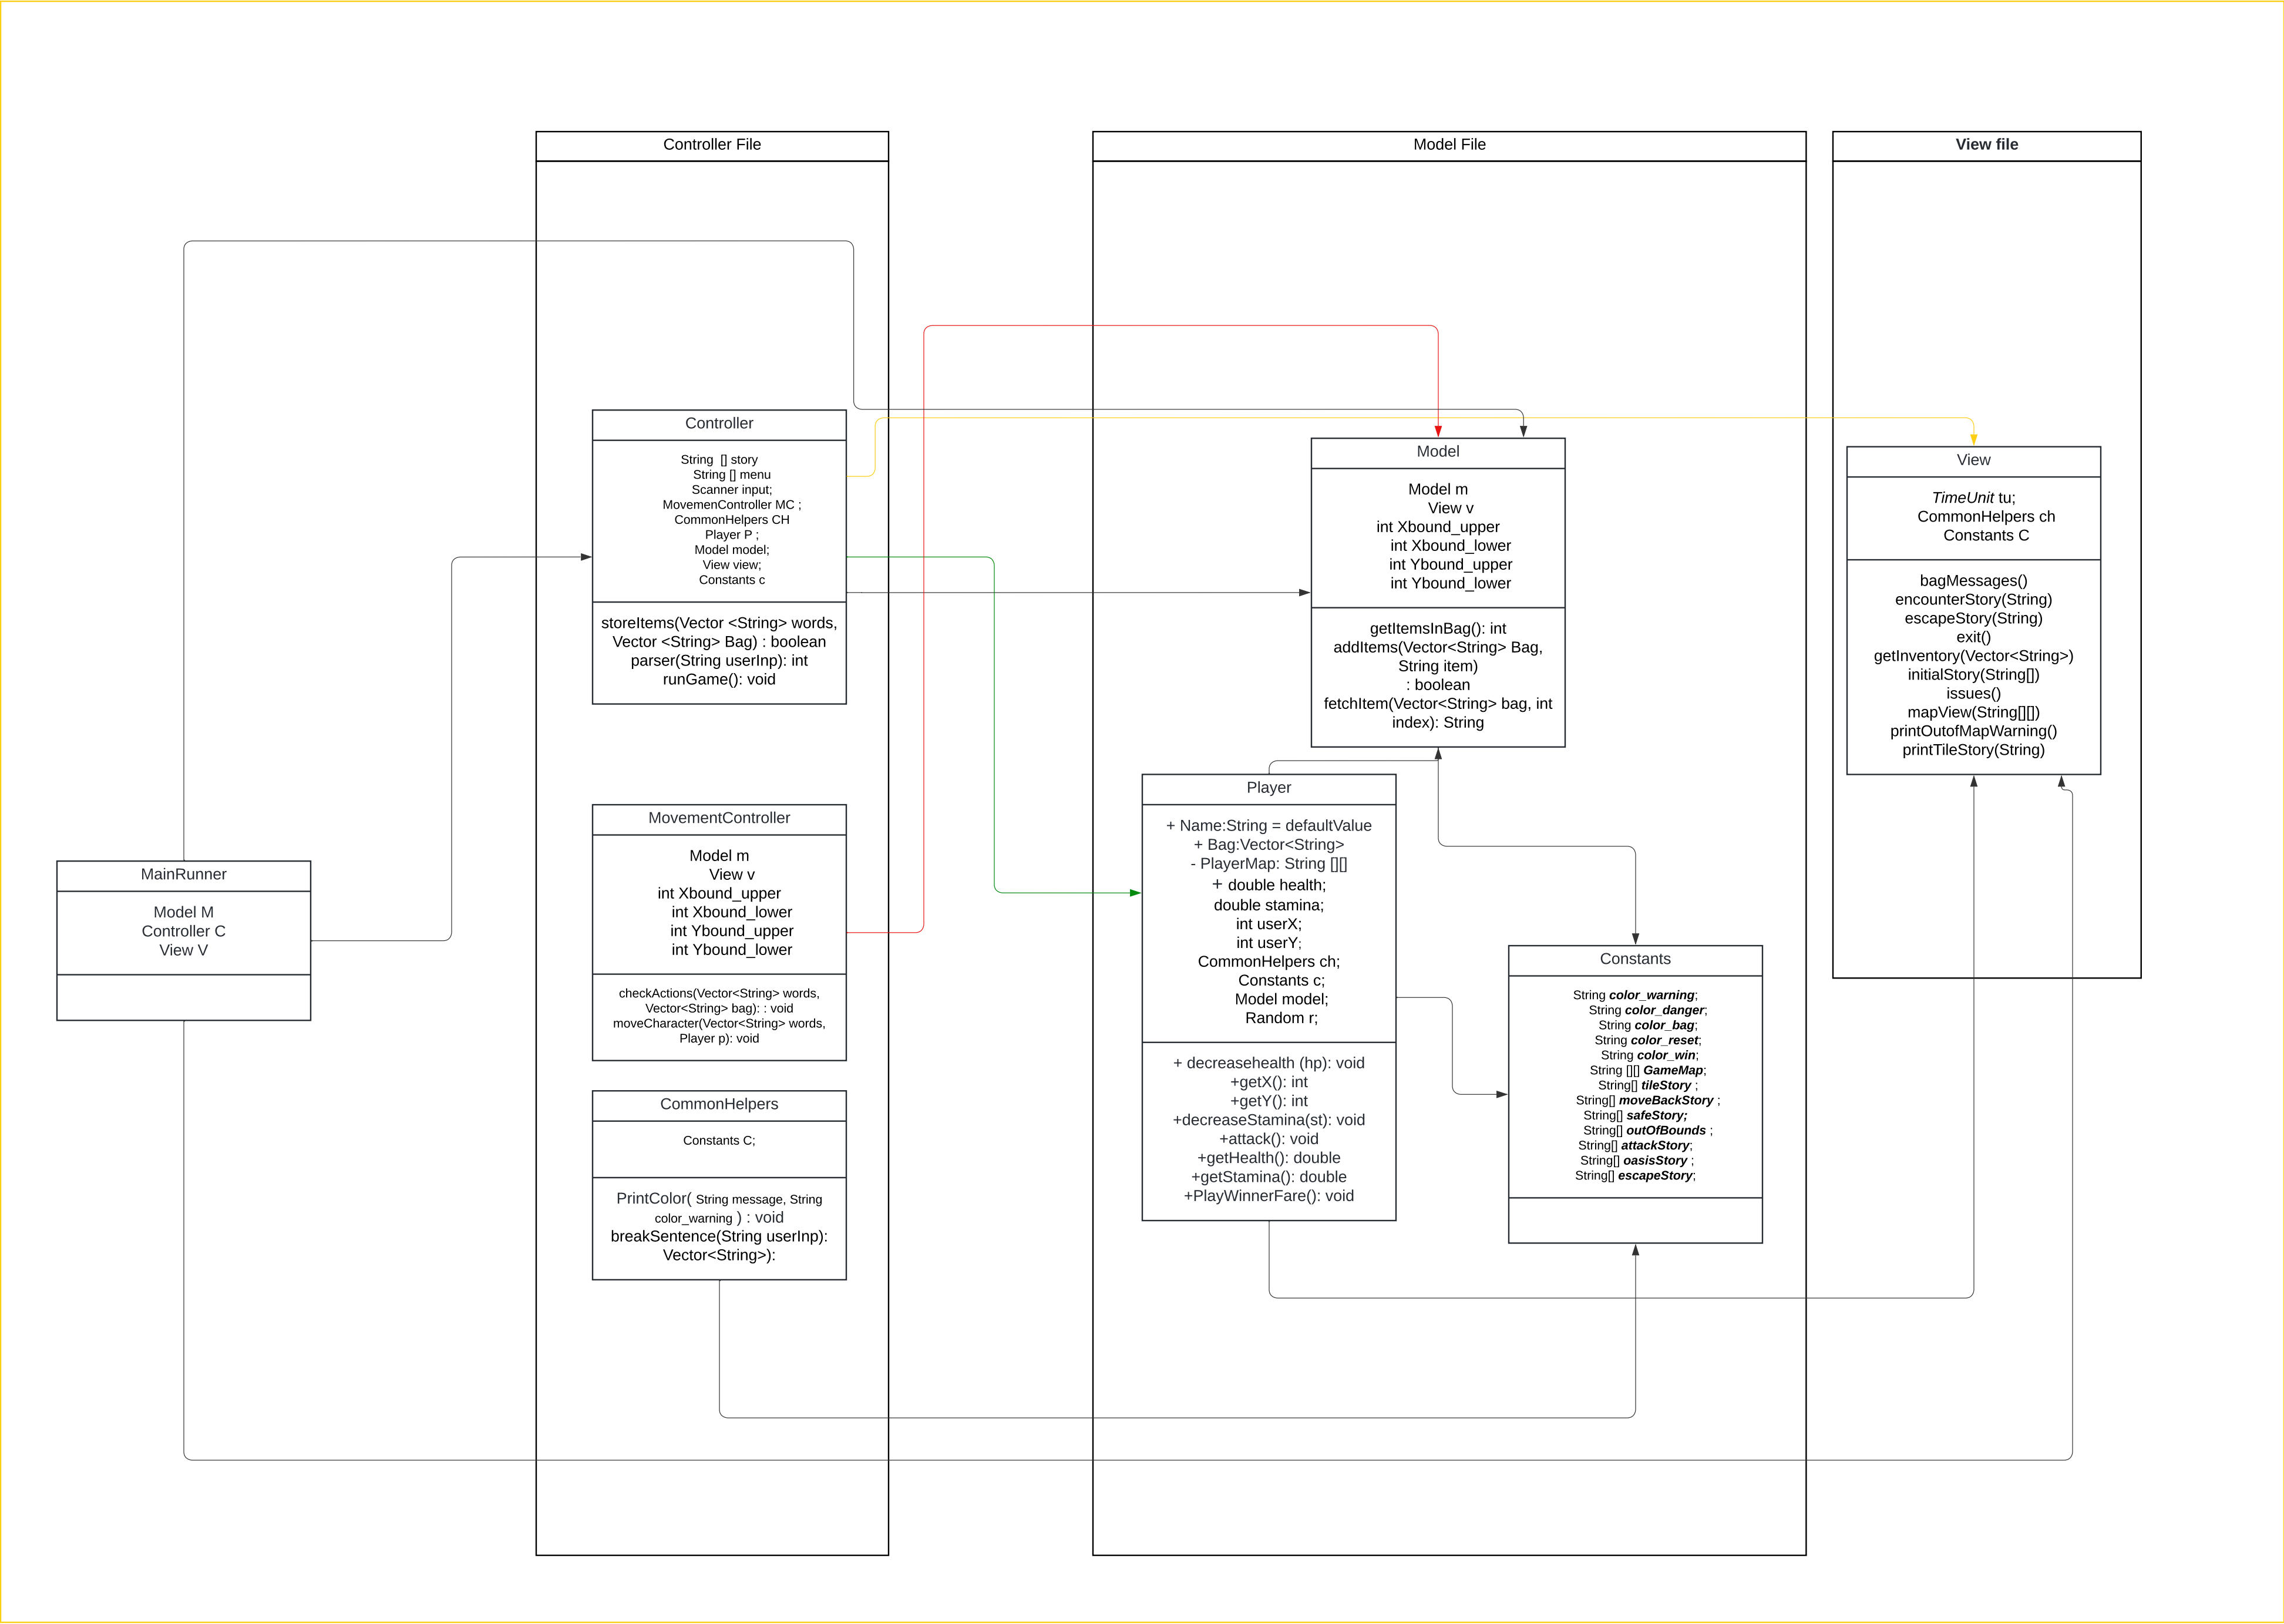 Controller File
Model File
View file
Controller
String  [] story
String [] menu
Scanner input;
MovemenController MC ;
CommonHelpers CH
Player P ;
Model model;
View view;
Constants c
storeItems(Vector <String> words,
Vector <String> Bag) : boolean
parser(String userInp): int
runGame(): void
Model
Model m
View v
int Xbound_upper
int Xbound_lower
int Ybound_upper
int Ybound_lower
getItemsInBag(): int
addItems(Vector<String> Bag,
String item)
: boolean
fetchItem(Vector<String> bag, int
index): String
View
TimeUnit tu;
CommonHelpers ch
Constants C
bagMessages()
encounterStory(String)
escapeStory(String)
exit()
getInventory(Vector<String>)
initialStory(String[])
issues()
mapView(String[][])
printOutofMapWarning()
printTileStory(String)
MainRunner
Model M
Controller C
View V
MovementController
Model m
View v
int Xbound_upper
int Xbound_lower
int Ybound_upper
int Ybound_lower
checkActions(Vector<String> words,
Vector<String> bag): : void
moveCharacter(Vector<String> words,
Player p): void
CommonHelpers
Constants C;
PrintColor( String message, String
color_warning ) : void
breakSentence(String userInp):
Vector<String>):
Player
+ Name:String = defaultValue
+ Bag:Vector<String>
- PlayerMap: String [][]
+ double health;
double stamina;
int userX;
int userY;
CommonHelpers ch;
Constants c;
Model model;
Random r;
+ decreasehealth (hp): void
+getX(): int
+getY(): int
+decreaseStamina(st): void
+attack(): void
+getHealth(): double
+getStamina(): double
+PlayWinnerFare(): void
Constants
String color_warning;
String color_danger;
String color_bag;
String color_reset;
String color_win;
String [][] GameMap;
String[] tileStory ;
String[] moveBackStory ;
String[] safeStory;
String[] outOfBounds ;
String[] attackStory;
String[] oasisStory ;
String[] escapeStory;